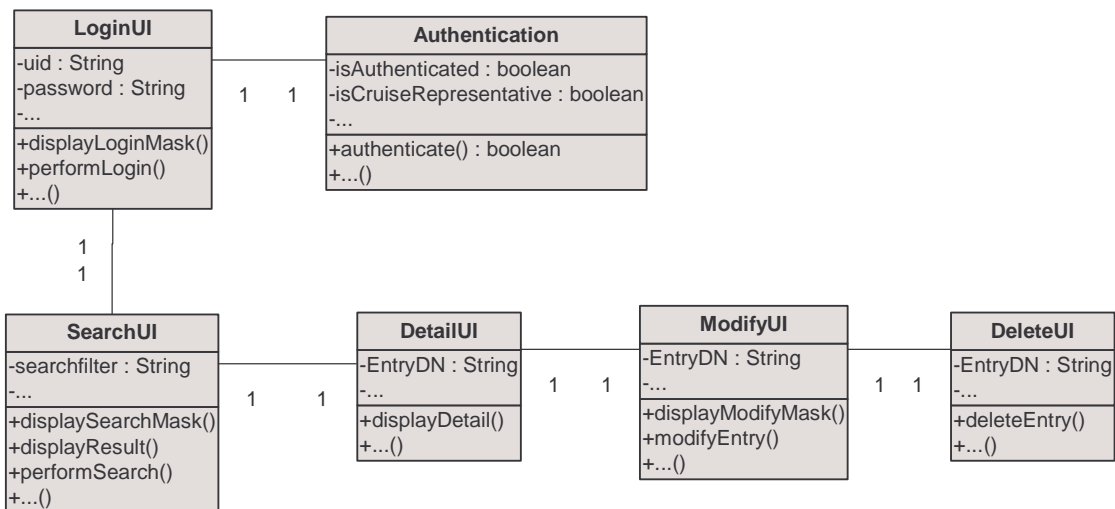 LoginUI
-uid : String
-password : String
-...
+displayLoginMask()
+performLogin()
+...()
1
1
Authentication
-isAuthenticated : boolean
-isCruiseRepresentative : boolean
-...
+authenticate() : boolean
+...()
1
1
SearchUI
-searchfilter : String
-...
+displaySearchMask()
+displayResult()
+performSearch()
+...()
1
1
DetailUI
-EntryDN : String
-...
+displayDetail()
+...()
1
1
ModifyUI
-EntryDN : String
-...
+displayModifyMask()
+modifyEntry()
+...()
1
1
DeleteUI
-EntryDN : String
-...
+deleteEntry()
+...()